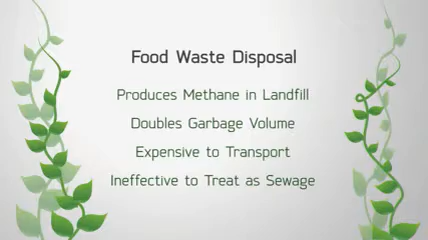 Food Waste Disposal
Produces Methane in Landfill
Doubles Garbage Volume
Expensive to Transport
Ineffective to Treat as Sewage